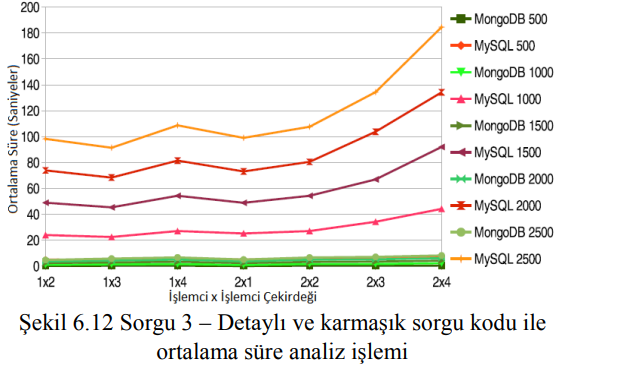 200
180
160
140
120
100
80
60
40
20
0
Ortalama Süre (Saniyeler)
1x2 1x3 1x4 2x1 2x2 2x3 2x4
İşlemci x İşlemci Çekirdeği
MongoDB 500
MySQL 500
MongoDB 1000
MySQL 1000
MongoDB 1500
MySQL 1500
MongoDB 2000
MySQL 2000
MongoDB 2500
MySQL 2500
Şekil 6.12 Sorgu 3 – Detaylı ve karmaşık sorgu kodu ile
ortalama süre analiz işlemi